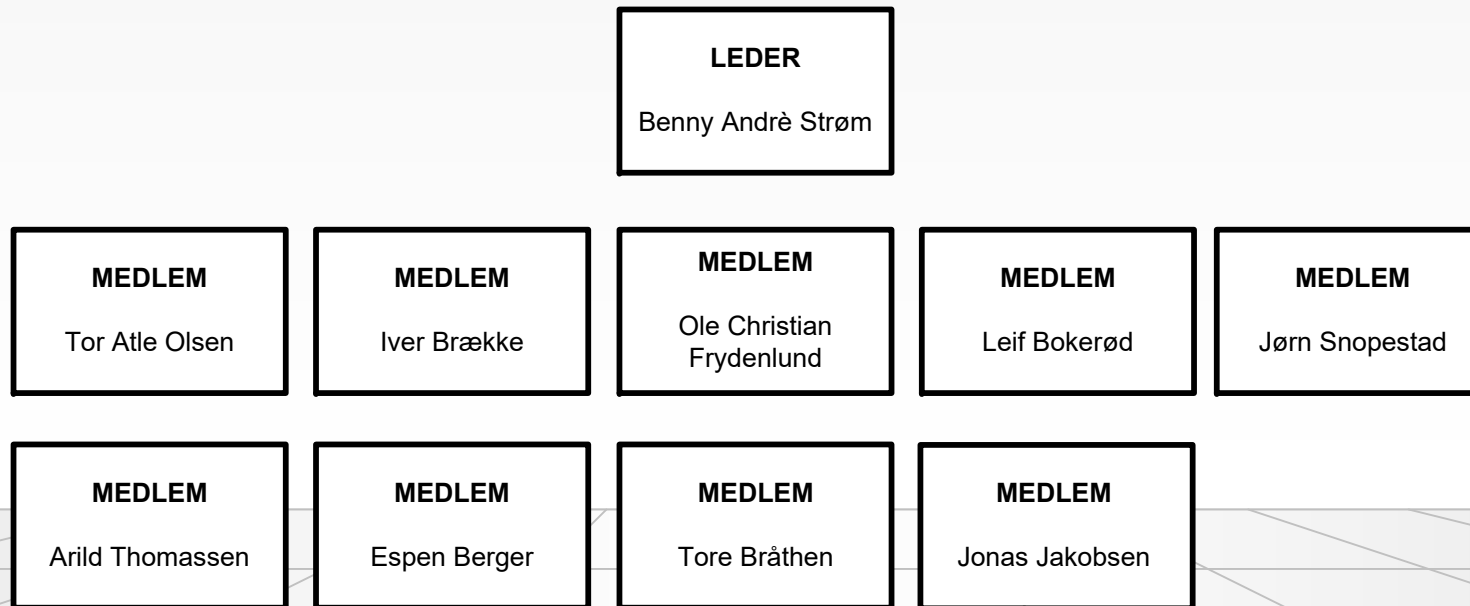 LEDER
Benny Andrè Strøm
MEDLEM
Tor Atle Olsen
MEDLEM
Iver Brække
MEDLEM
Ole Christian
Frydenlund
MEDLEM
Leif Bokerød
MEDLEM
Jørn Snopestad
MEDLEM
Arild Thomassen
MEDLEM
Espen Berger
MEDLEM
Tore Bråthen
MEDLEM
Jonas Jakobsen